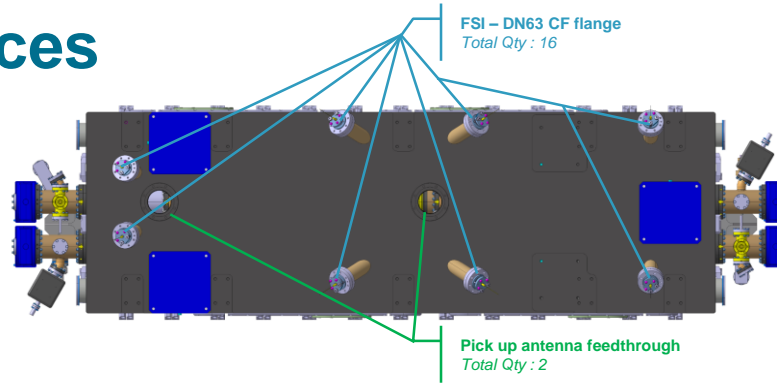 ces
FSI – DN63 CF flange
Total Qty : 16
Pick up antenna feedthrough
Total Qty : 2